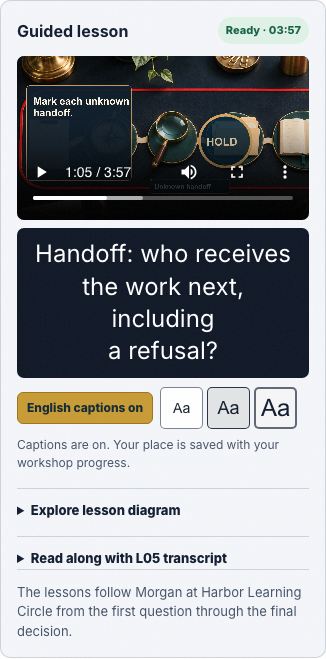 Guided lesson
Ready · 03:57
Mark each unknown
handoff.
HOLD
1:05 / 3:57
Unknown handoff
Handoff: who receives
the work next,
including
a refusal?
English captions on
Aa
Aa
Aa
Captions are on. Your place is saved with your
workshop progress.
Explore lesson diagram
Read along with L05 transcript
The lessons follow Morgan at Harbor Learning
Circle from the first question through the final
decision.